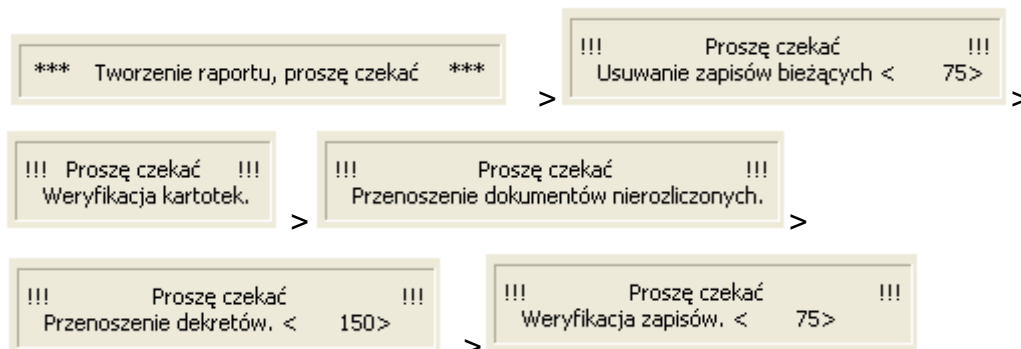 *** Tworzenie raportu, proszę czekać ***
>
!!! Proszę czekać !!!
Usuwanie zapisów bieżących < 75>
>
!!! Proszę czekać !!!
Weryfikacja kartotek.
>
!!! Proszę czekać !!!
Przenoszenie dokumentów nierozliczonych.
>
!!! Proszę czekać !!!
Przenoszenie dekretów. < 150>
>
!!! Proszę czekać !!!
Weryfikacja zapisów. < 75>